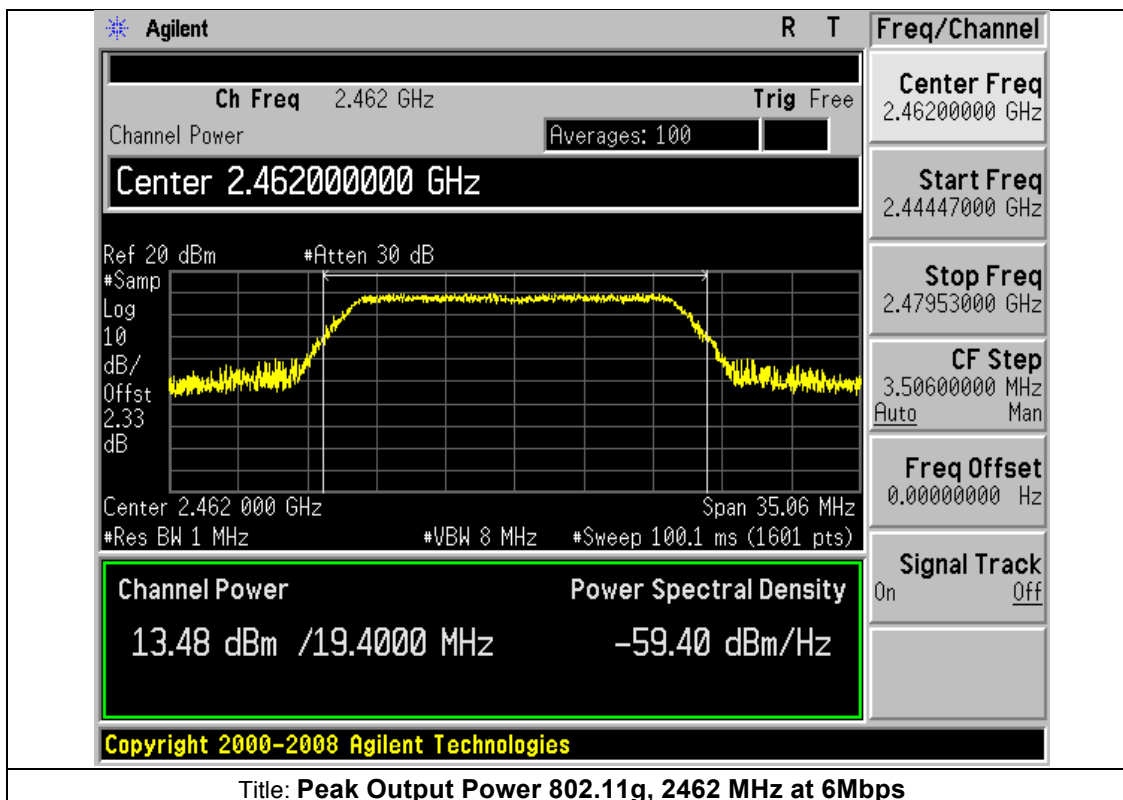 Agilent R T Freq/Channel
Ch Freq 2.462 GHz Trig Free
Channel Power Averages: 100
Center 2.462000000 GHz
Ref 20 dBm #Atten 30 dB
#Samp
Log
10
dB/
Offst
2.33
dB
Center 2.462 000 GHz Span 35.06 MHz
#Res BW 1 MHz #VBW 8 MHz #Sweep 100.1 ms (1601 pts)
Channel Power Power Spectral Density
13.48 dBm /19.4000 MHz -59.40 dBm/Hz
Center Freq
2.46200000 GHz
Start Freq
2.44447000 GHz
Stop Freq
2.47953000 GHz
CF Step
3.50600000 MHz
Auto Man
Freq Offset
0.00000000 Hz
Signal Track
On Off
Copyright 2000-2008 Agilent Technologies
Title: Peak Output Power 802.11g, 2462 MHz at 6Mbps